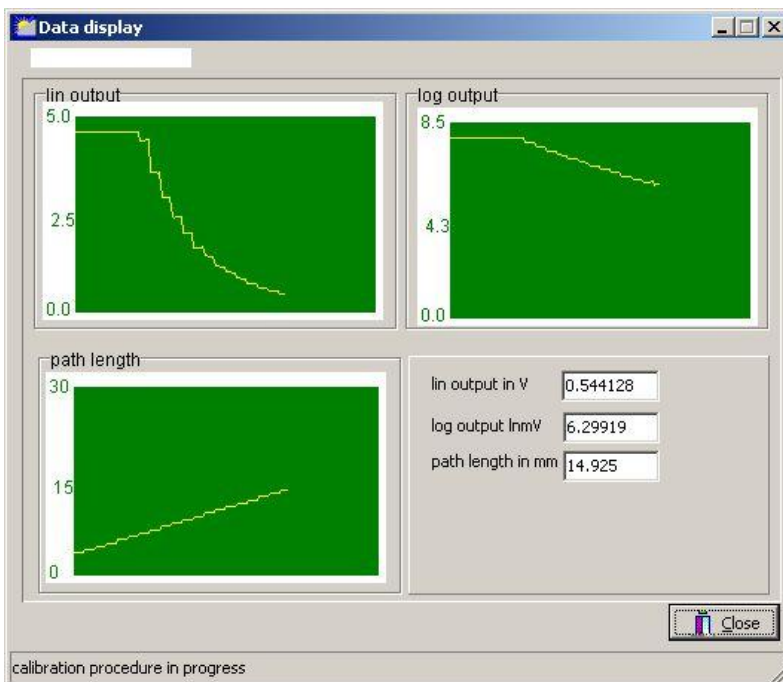 Data display
lin output
5.0
2.5
0.0
log output
8.5
4.3
0.0
path length
30
15
0
lin output in V 0.544128
log output lnmV 6.29919
path length in mm 14.925
Close
calibration procedure in progress